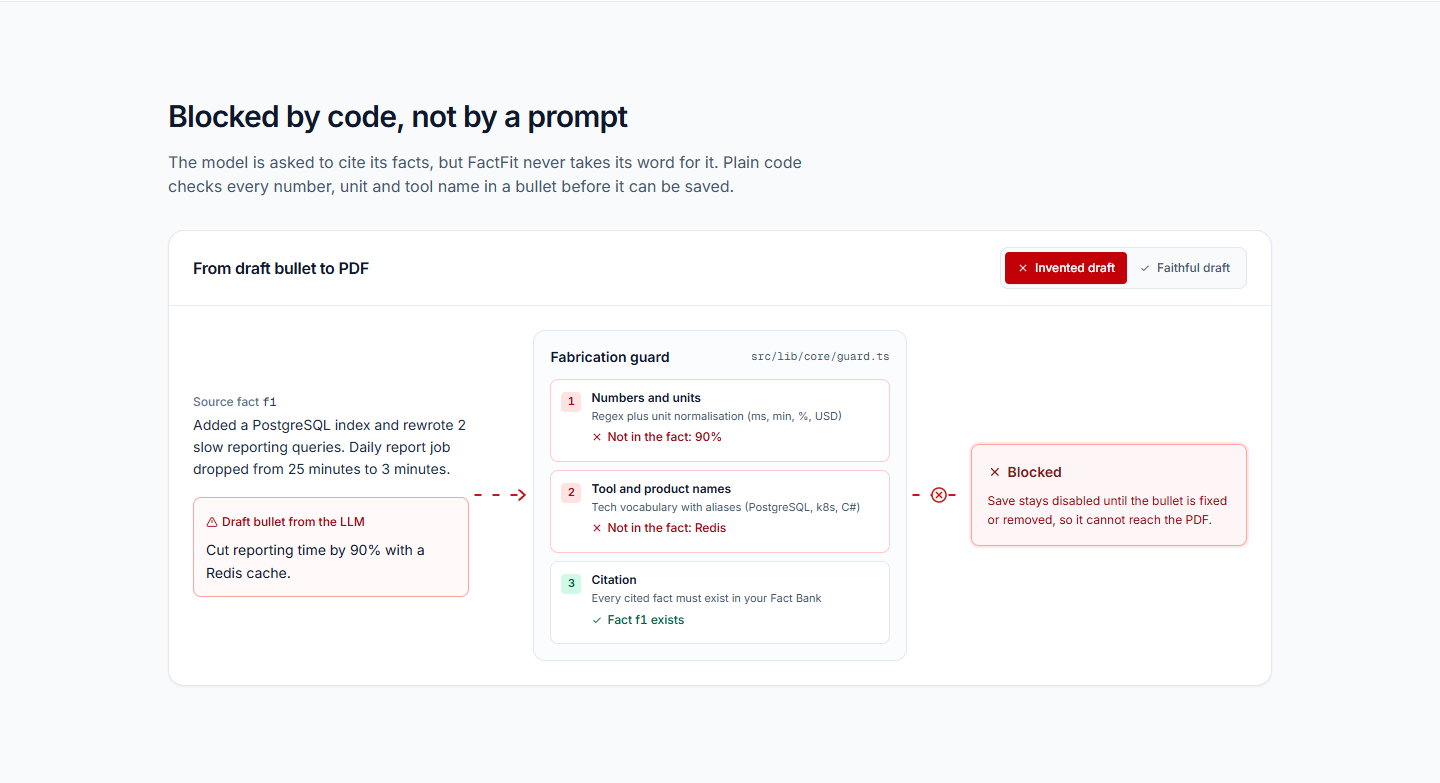 Blocked by code, not by a prompt
The model is asked to cite its facts, but FactFit never takes its word for it. Plain code
checks every number, unit and tool name in a bullet before it can be saved.
From draft bullet to PDF
Invented draft
Faithful draft
Source fact f1
Added a PostgreSQL index and rewrote 2
slow reporting queries. Daily report job
dropped from 25 minutes to 3 minutes.
Draft bullet from the LLM
Cut reporting time by 90% with a
Redis cache.
Fabrication guard
src/lib/core/guard.ts
1
Numbers and units
Regex plus unit normalisation (ms, min, %, USD)
Not in the fact: 90%
2
Tool and product names
Tech vocabulary with aliases (PostgreSQL, k8s, C#)
Not in the fact: Redis
3
Citation
Every cited fact must exist in your Fact Bank
Fact f1 exists
Blocked
Save stays disabled until the bullet is fixed
or removed, so it cannot reach the PDF.